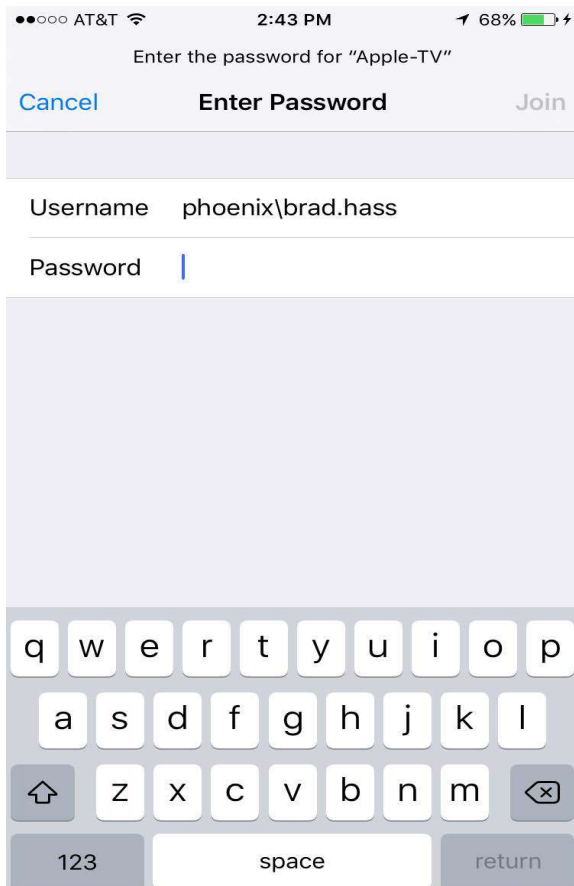 AT&T 2:43 PM 68%
Enter the password for “Apple-TV”
Cancel Enter Password Join
Username phoenix\brad.hass
Password
q w e r t y u i o p
a s d f g h j k l
z x c v b n m
123 space return